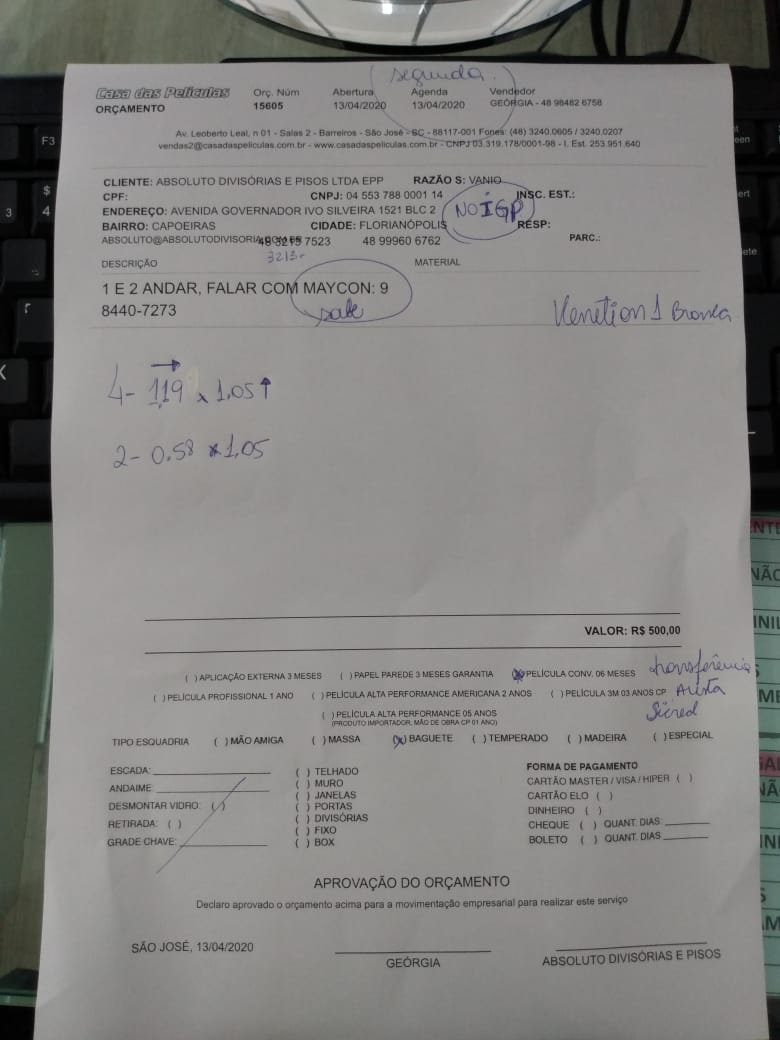 segunda
Casa das Películas Orç. Núm Abertura Agenda Vendedor
ORÇAMENTO 15605 13/04/2020 13/04/2020 GEÓRGIA - 48 98482 6758
Av. Leoberto Leal, n 01 - Salas 2 - Barreiros - São José - SC - 88117-001 Fones: (48) 3240.0605 / 3240.0207
vendas2@casadaspeliculas.com.br - www.casadaspeliculas.com.br - CNPJ 03.319.178/0001-98 - I. Est. 253.951.640
CLIENTE: ABSOLUTO DIVISÓRIAS E PISOS LTDA EPP RAZÃO S: VANIO
CPF: CNPJ: 04 553 788 0001 14 INSC. EST.:
NO IGP
ENDEREÇO: AVENIDA GOVERNADOR IVO SILVEIRA 1521 BLC 2
BAIRRO: CAPOEIRAS CIDADE: FLORIANÓPOLIS RESP:
ABSOLUTO@ABSOLUTODIVISORIA.COM.BR 48 3213 7523 48 99960 6762 PARC.:
3213
DESCRIÇÃO MATERIAL
1 E 2 ANDAR, FALAR COM MAYCON: 9
8440-7273
4- 1,19 x 1,05
2- 0,58 x 1,05
VALOR: R$ 500,00
( ) APLICAÇÃO EXTERNA 3 MESES ( ) PAPEL PAREDE 3 MESES GARANTIA (X) PELÍCULA CONV. 06 MESES transferência
( ) PELÍCULA PROFISSIONAL 1 ANO ( ) PELÍCULA ALTA PERFORMANCE AMERICANA 2 ANOS ( ) PELÍCULA 3M 03 ANOS CP
( ) PELÍCULA ALTA PERFORMANCE 05 ANOS
(PRODUTO IMPORTADOR, MÃO DE OBRA CP 01 ANO)
TIPO ESQUADRIA ( ) MÃO AMIGA ( ) MASSA (X) BAGUETE ( ) TEMPERADO ( ) MADEIRA ( ) ESPECIAL
ESCADA: ( ) TELHADO FORMA DE PAGAMENTO
ANDAIME: ( ) MURO CARTÃO MASTER / VISA / HIPER ( )
( ) JANELAS CARTÃO ELO ( )
DESMONTAR VIDRO: ( ) ( ) PORTAS DINHEIRO ( )
RETIRADA: ( ) ( ) DIVISÓRIAS CHEQUE ( ) QUANT. DIAS:
GRADE CHAVE: ( ) FIXO BOLETO ( ) QUANT. DIAS
( ) BOX
APROVAÇÃO DO ORÇAMENTO
Declaro aprovado o orçamento acima para a movimentação empresarial para realizar este serviço
SÃO JOSÉ, 13/04/2020
GEÓRGIA ABSOLUTO DIVISÓRIAS E PISOS